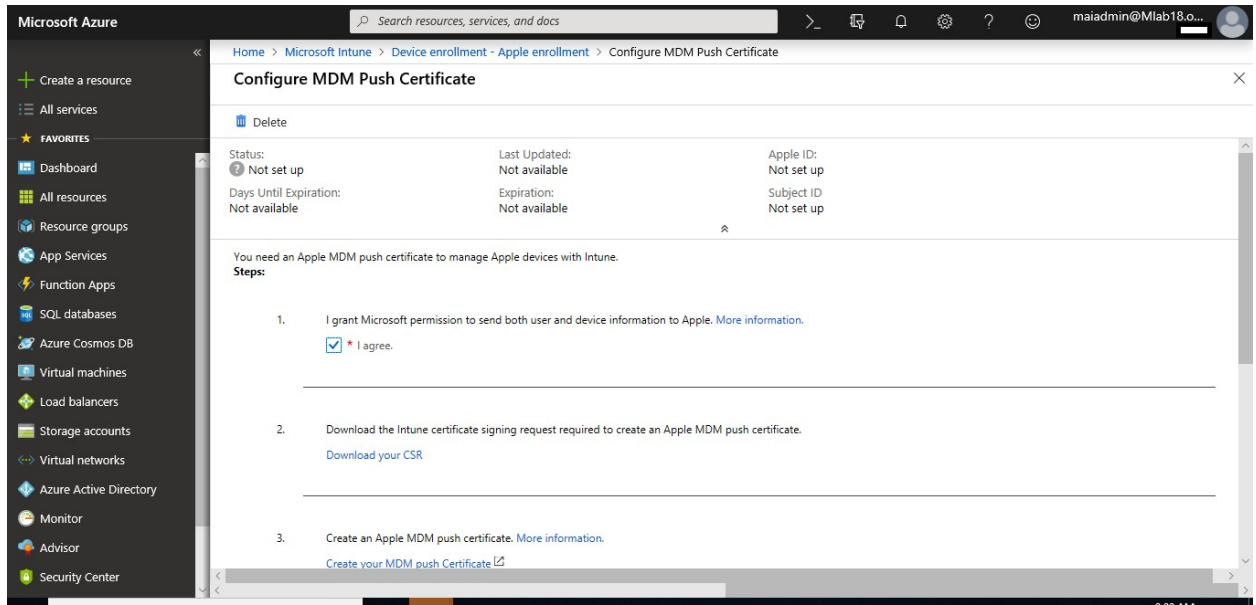 Microsoft Azure
Search resources, services, and docs
maiadmin@Mlab18.o...
Home > Microsoft Intune > Device enrollment - Apple enrollment > Configure MDM Push Certificate
Configure MDM Push Certificate
Create a resource
All services
FAVORITES
Dashboard
All resources
Resource groups
App Services
Function Apps
SQL databases
Azure Cosmos DB
Virtual machines
Load balancers
Storage accounts
Virtual networks
Azure Active Directory
Monitor
Advisor
Security Center
Delete
Status:
Not set up
Last Updated:
Not available
Apple ID:
Not set up
Days Until Expiration:
Not available
Expiration:
Not available
Subject ID
Not set up
You need an Apple MDM push certificate to manage Apple devices with Intune.
Steps:
1. I grant Microsoft permission to send both user and device information to Apple. More information.
* I agree.
2. Download the Intune certificate signing request required to create an Apple MDM push certificate.
Download your CSR
3. Create an Apple MDM push certificate. More information.
Create your MDM push Certificate